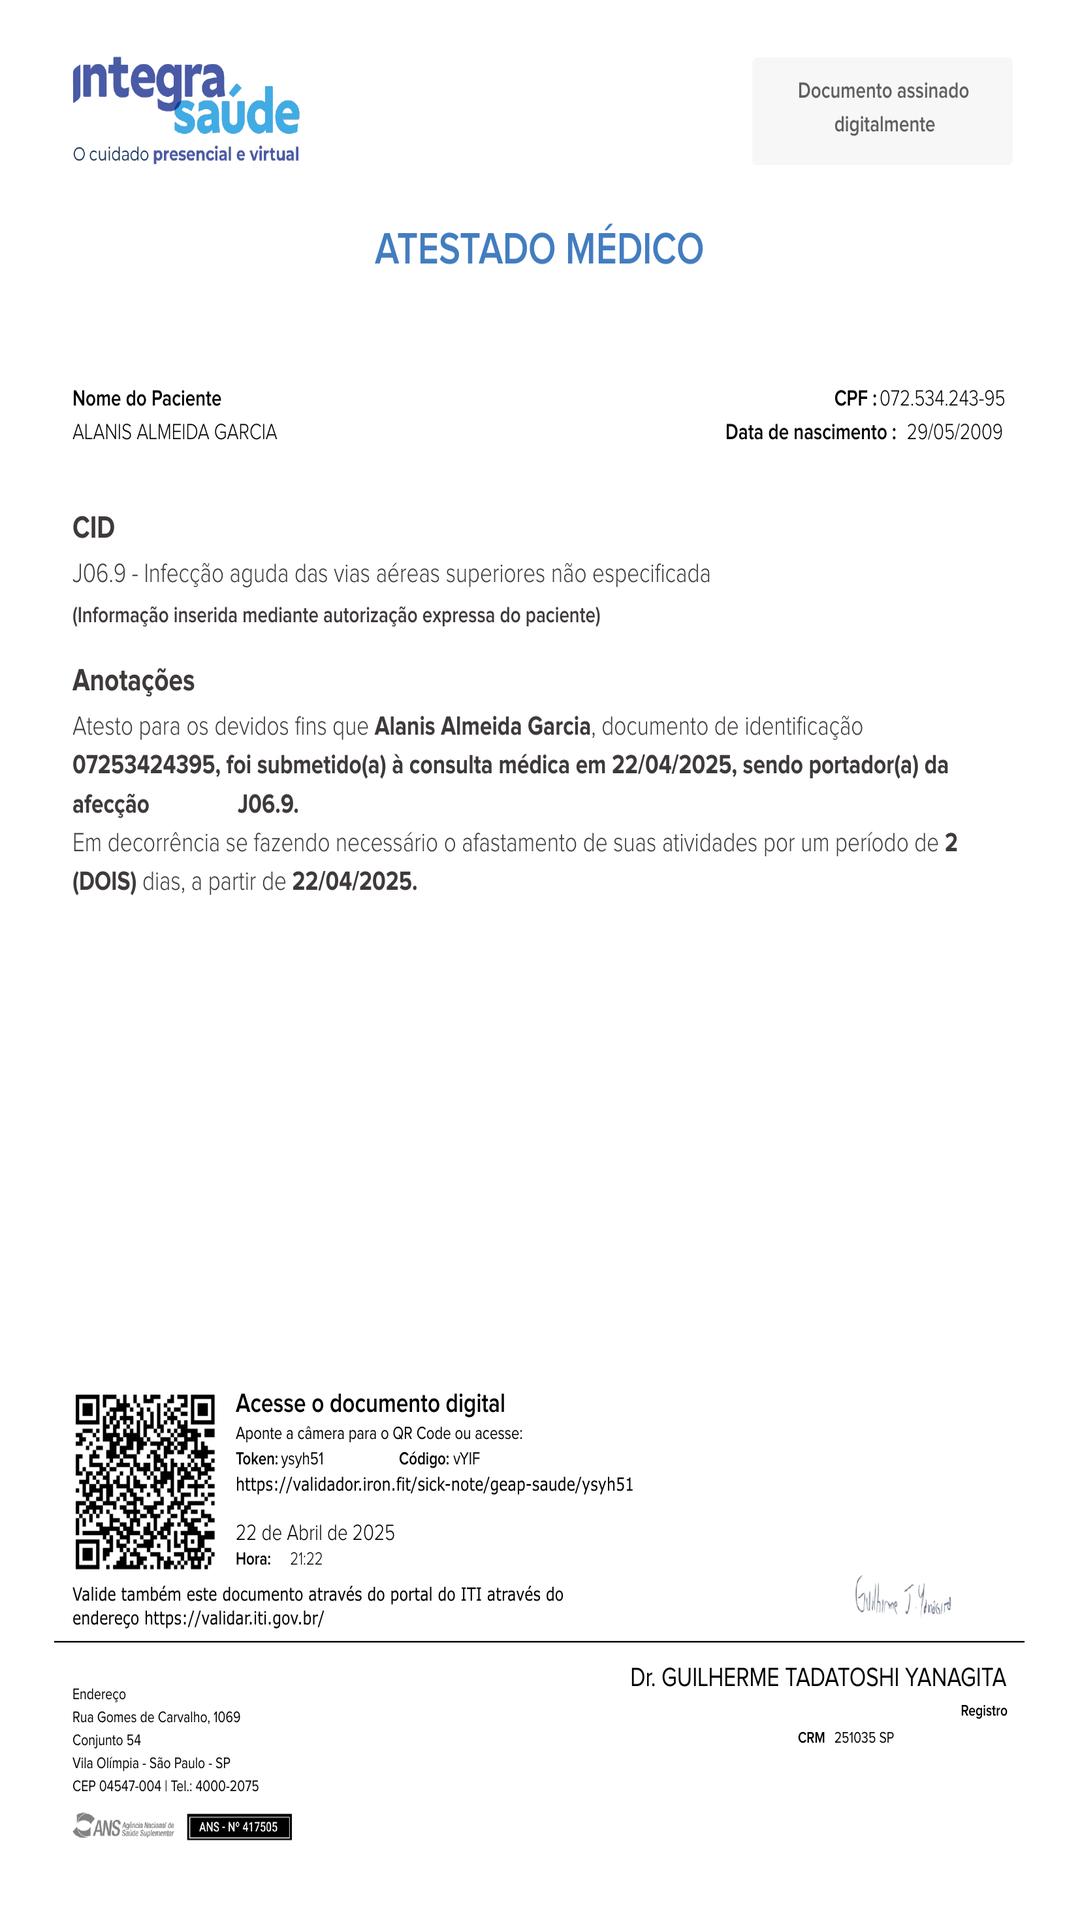 integra
saúde
O cuidado presencial e virtual
Documento assinado
digitalmente
ATESTADO MÉDICO
Nome do Paciente
ALANIS ALMEIDA GARCIA
CPF : 072.534.243-95
Data de nascimento : 29/05/2009
CID
J06.9 - Infecção aguda das vias aéreas superiores não especificada
(Informação inserida mediante autorização expressa do paciente)
Anotações
Atesto para os devidos fins que Alanis Almeida Garcia, documento de identificação
07253424395, foi submetido(a) à consulta médica em 22/04/2025, sendo portador(a) da
afecção J06.9.
Em decorrência se fazendo necessário o afastamento de suas atividades por um período de 2
(DOIS) dias, a partir de 22/04/2025.
Acesse o documento digital
Aponte a câmera para o QR Code ou acesse:
Token: ysyh51 Código: vYIF
https://validador.iron.fit/sick-note/geap-saude/ysyh51
22 de Abril de 2025
Hora: 21:22
Valide também este documento através do portal do ITI através do
endereço https://validar.iti.gov.br/
Guilherme T. Yanagita
Dr. GUILHERME TADATOSHI YANAGITA
Registro
CRM 251035 SP
Endereço
Rua Gomes de Carvalho, 1069
Conjunto 54
Vila Olímpia - São Paulo - SP
CEP 04547-004 | Tel.: 4000-2075
ANS Agência Nacional de
Saúde Suplementar
ANS - Nº 417505